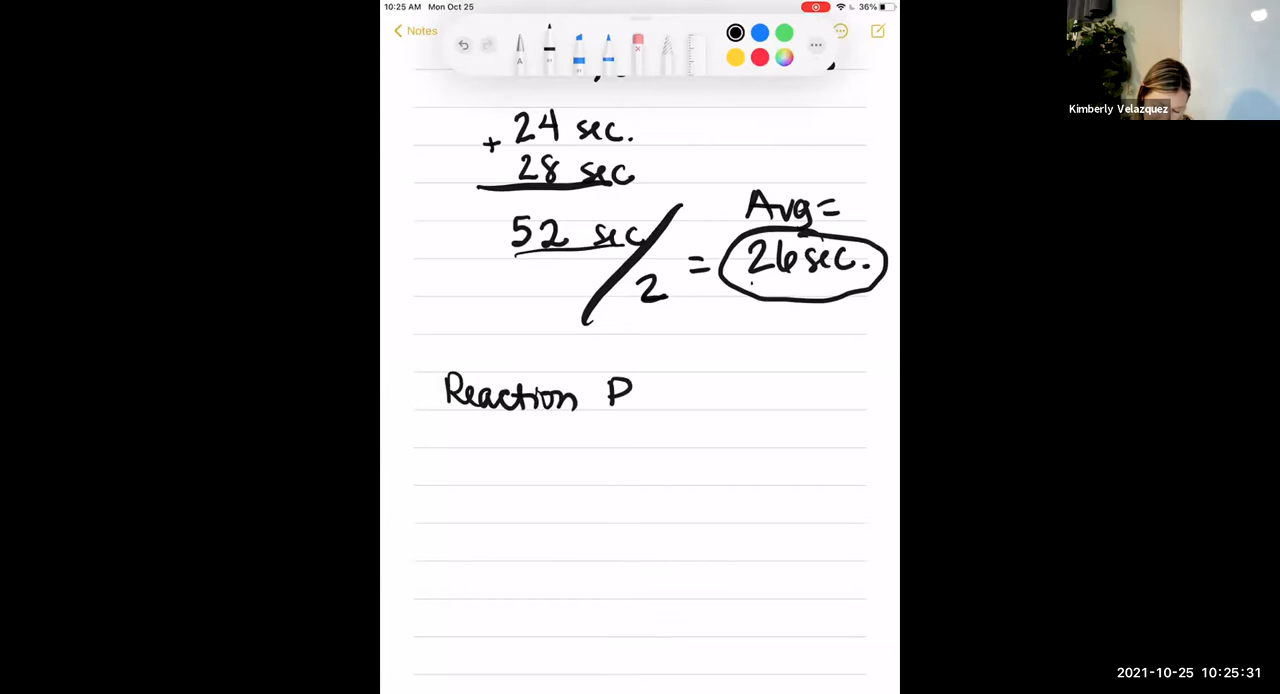 10:25 AM Mon Oct 25
36%
Notes
A
+ 24 sec.
28 sec
52 sec
/ 2
=
Avg =
26 sec.
Reaction P
Kimberly Velazquez
2021-10-25 10:25:31